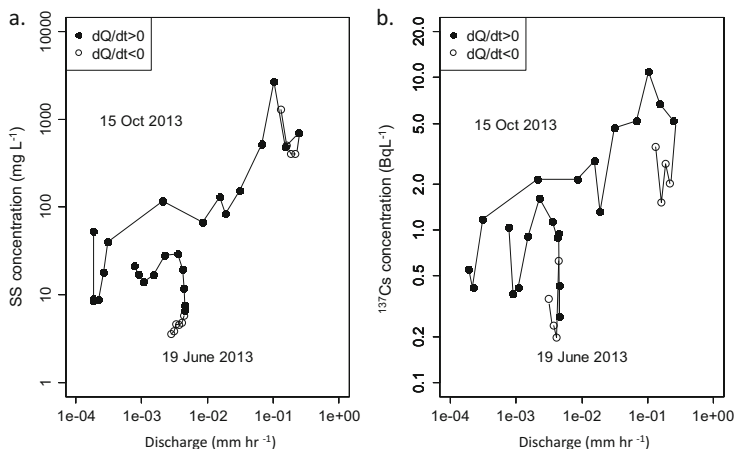 a.
dQ/dt>0
dQ/dt<0
15 Oct 2013
19 June 2013
SS concentration (mg L⁻¹)
10000
1000
100
10
1
1e-04 1e-03 1e-02 1e-01 1e+00
Discharge (mm hr⁻¹)
b.
dQ/dt>0
dQ/dt<0
15 Oct 2013
19 June 2013
¹³⁷Cs concentration (BqL⁻¹)
20.0
10.0
5.0
2.0
1.0
0.5
0.2
0.1
1e-04 1e-03 1e-02 1e-01 1e+00
Discharge (mm hr⁻¹)